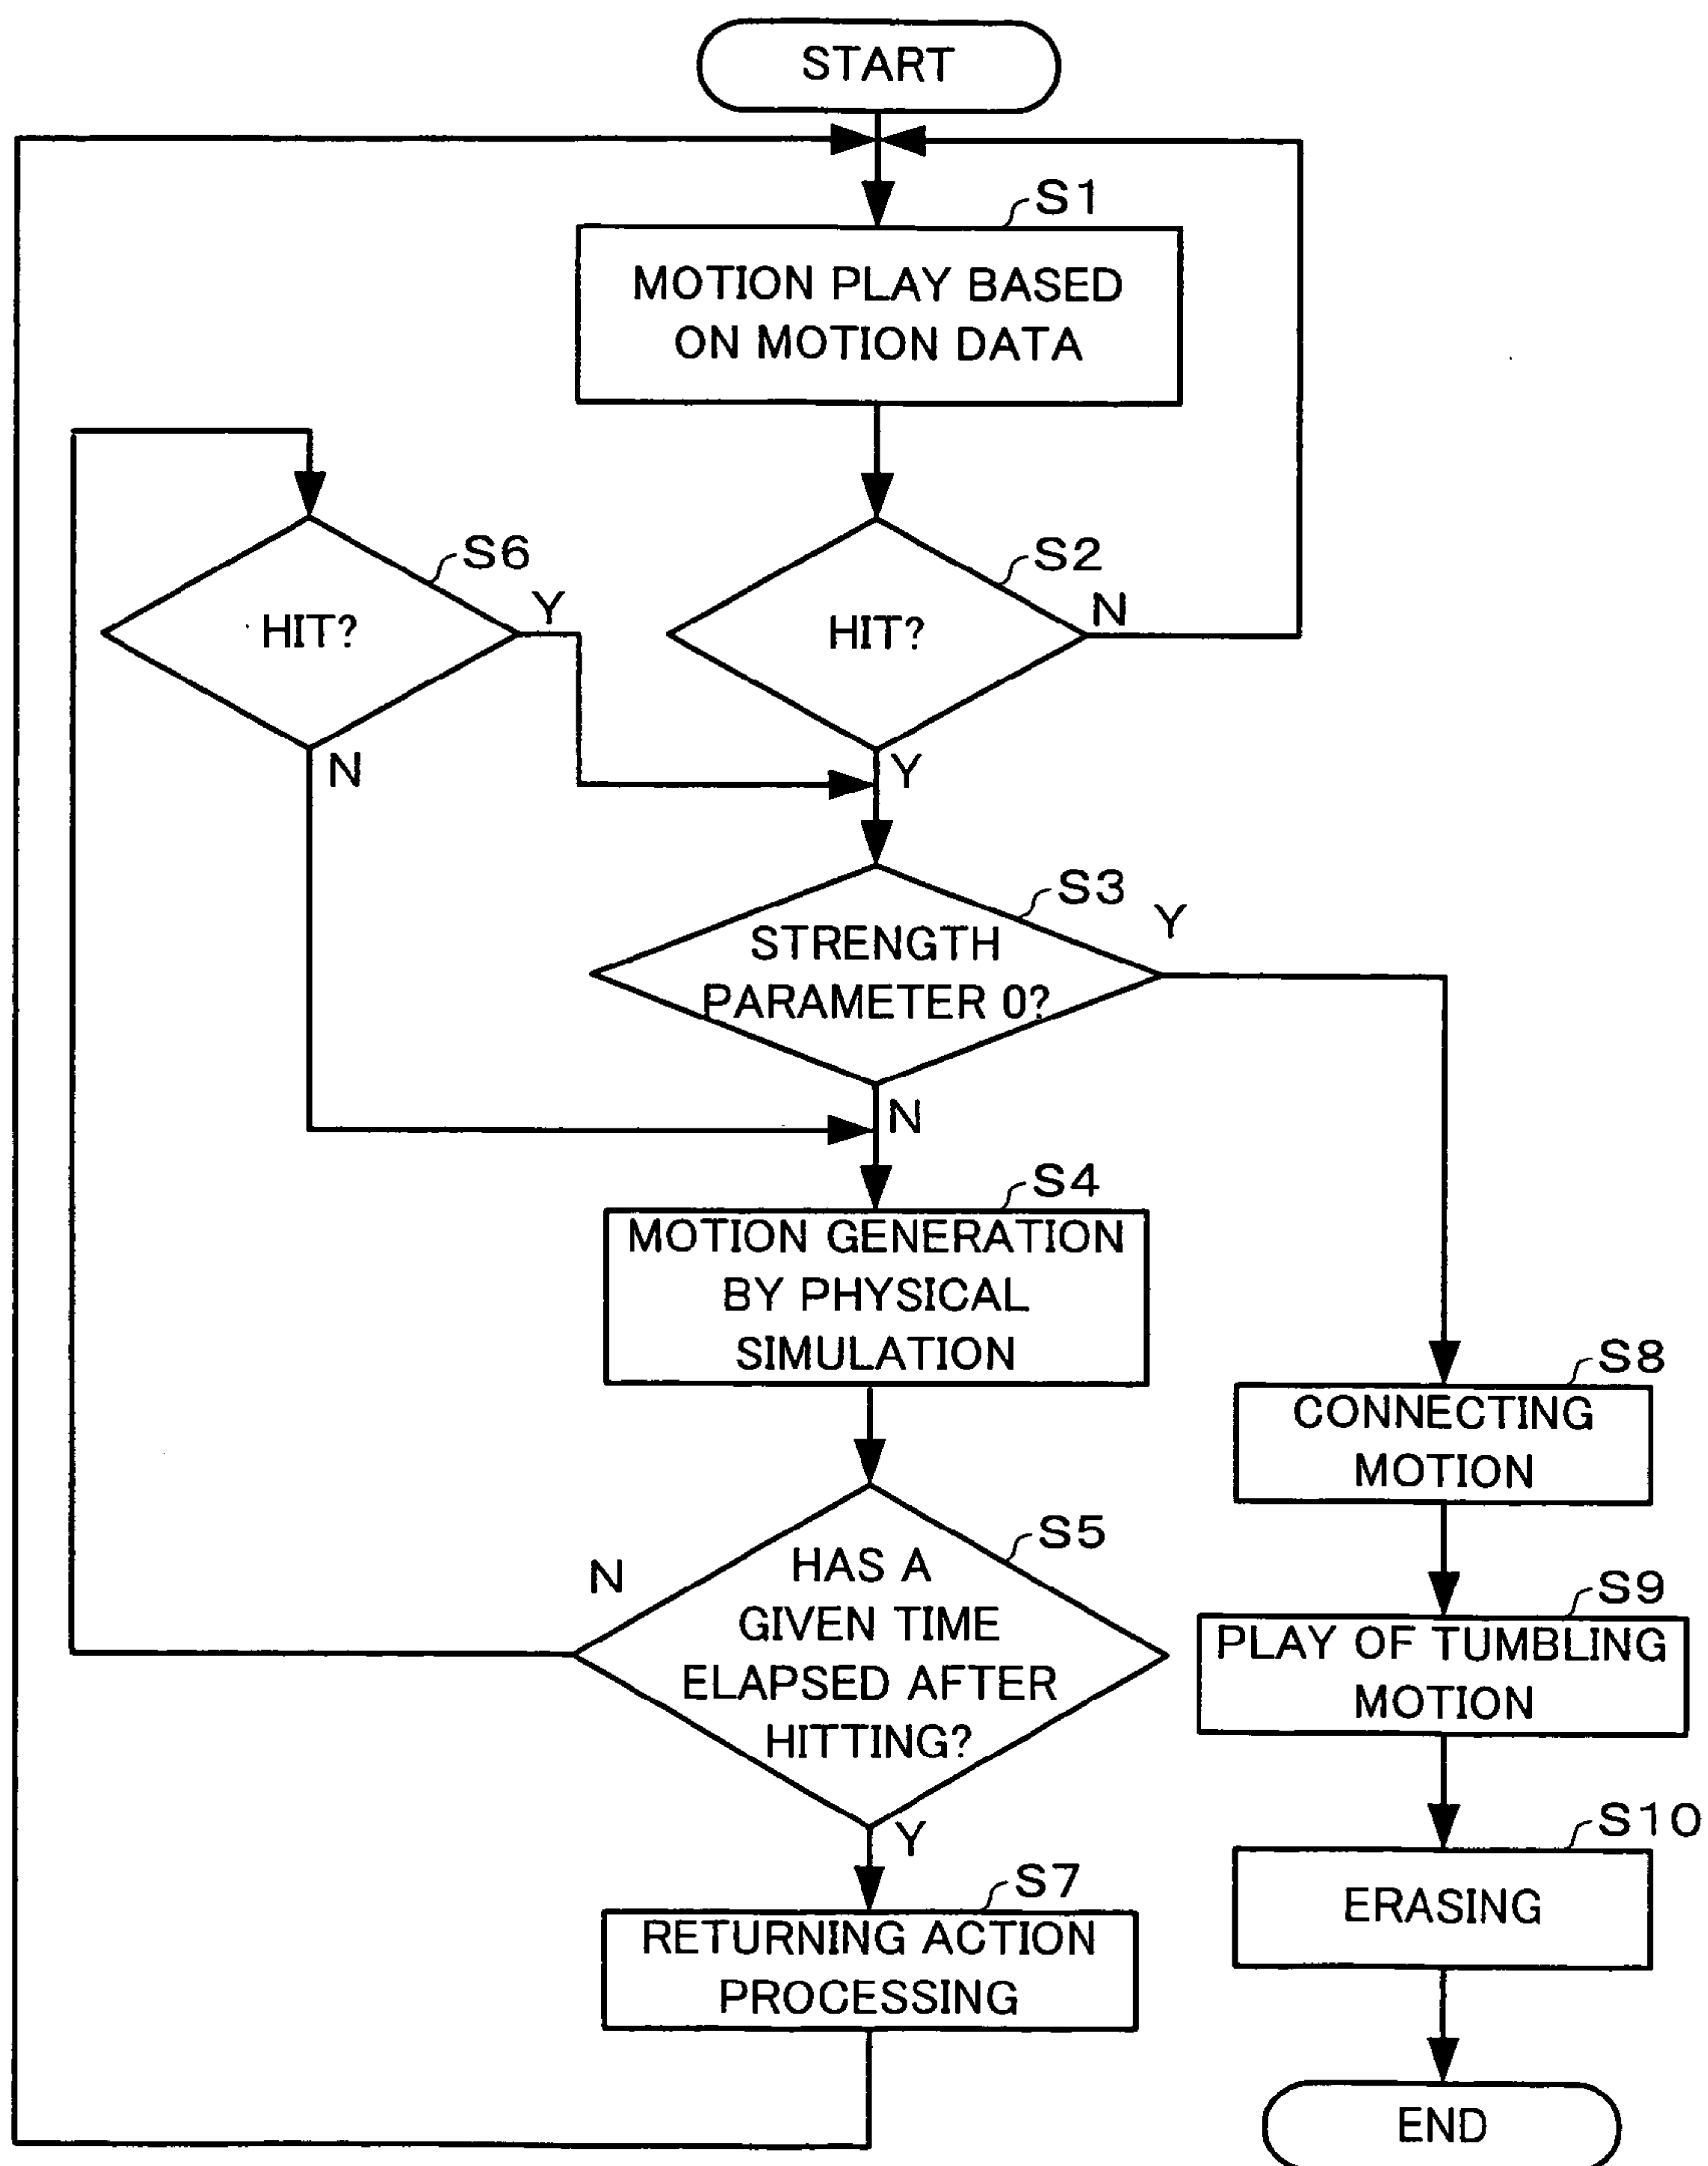 START
S1
MOTION PLAY BASED
ON MOTION DATA
S6
HIT?
Y
N
S2
HIT?
N
Y
S3
STRENGTH
PARAMETER 0?
Y
N
S4
MOTION GENERATION
BY PHYSICAL
SIMULATION
S5
HAS A
GIVEN TIME
ELAPSED AFTER
HITTING?
N
Y
S7
RETURNING ACTION
PROCESSING
S8
CONNECTING
MOTION
S9
PLAY OF TUMBLING
MOTION
S10
ERASING
END